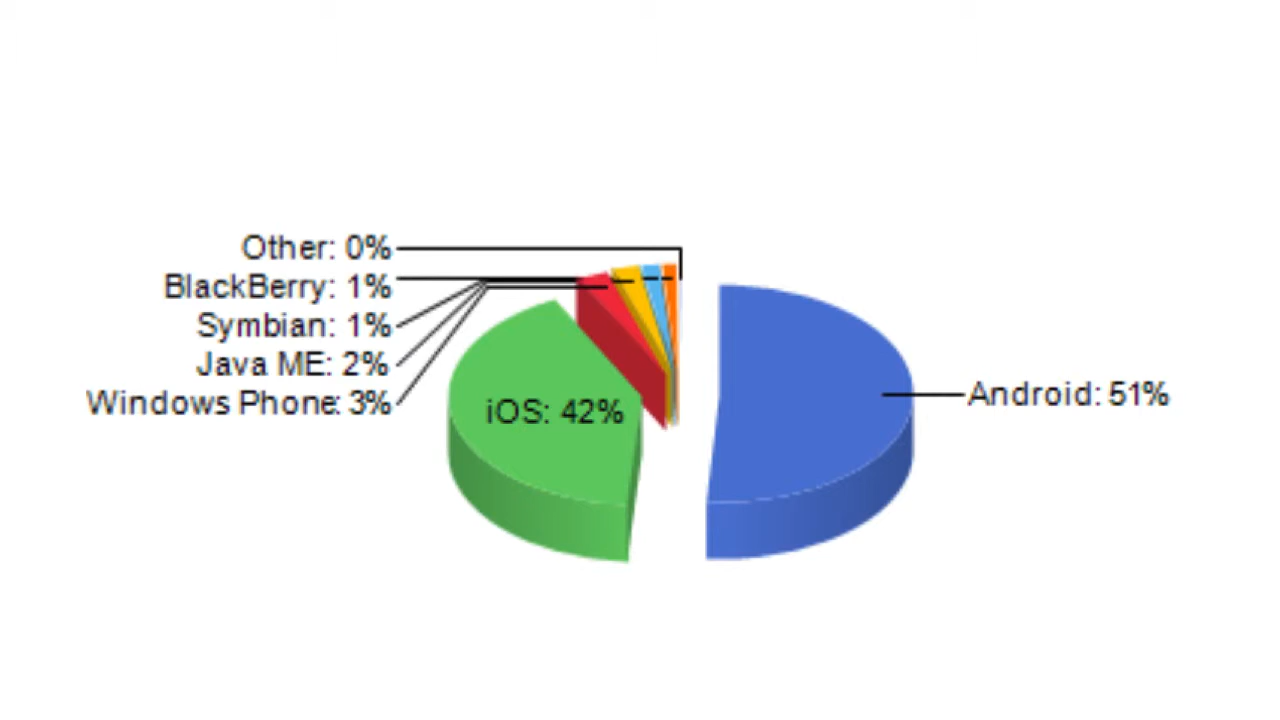 Other: 0%
BlackBerry: 1%
Symbian: 1%
Java ME: 2%
Windows Phone: 3%
iOS: 42%
Android: 51%